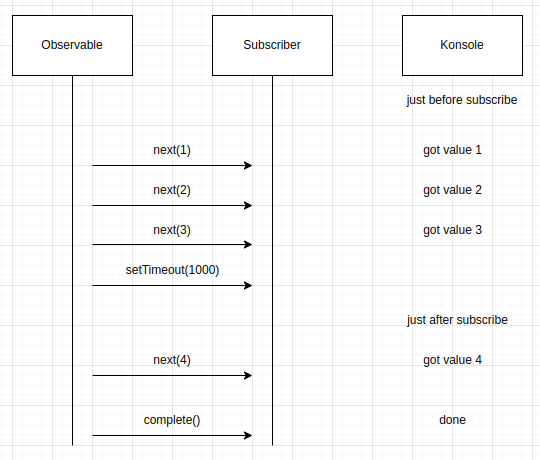 Observable
Subscriber
Konsole
just before subscribe
next(1)
got value 1
next(2)
got value 2
next(3)
got value 3
setTimeout(1000)
just after subscribe
next(4)
got value 4
complete()
done